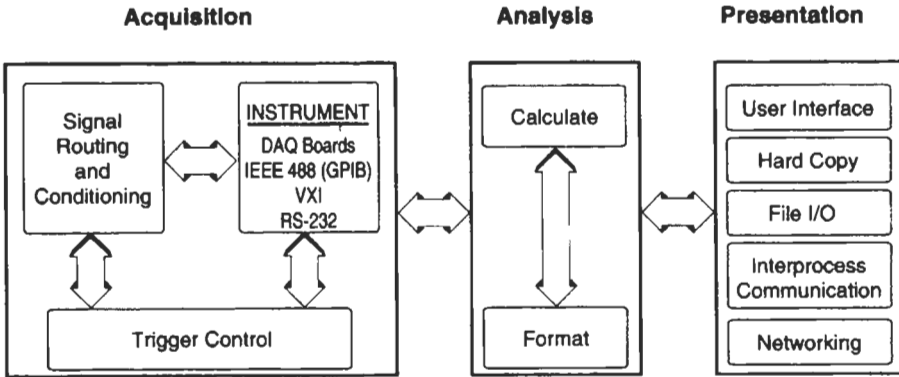 Acquisition
Analysis
Presentation
Signal
Routing
and
Conditioning
INSTRUMENT
DAQ Boards
IEEE 488 (GPIB)
VXI
RS-232
Trigger Control
Calculate
Format
User Interface
Hard Copy
File I/O
Interprocess
Communication
Networking